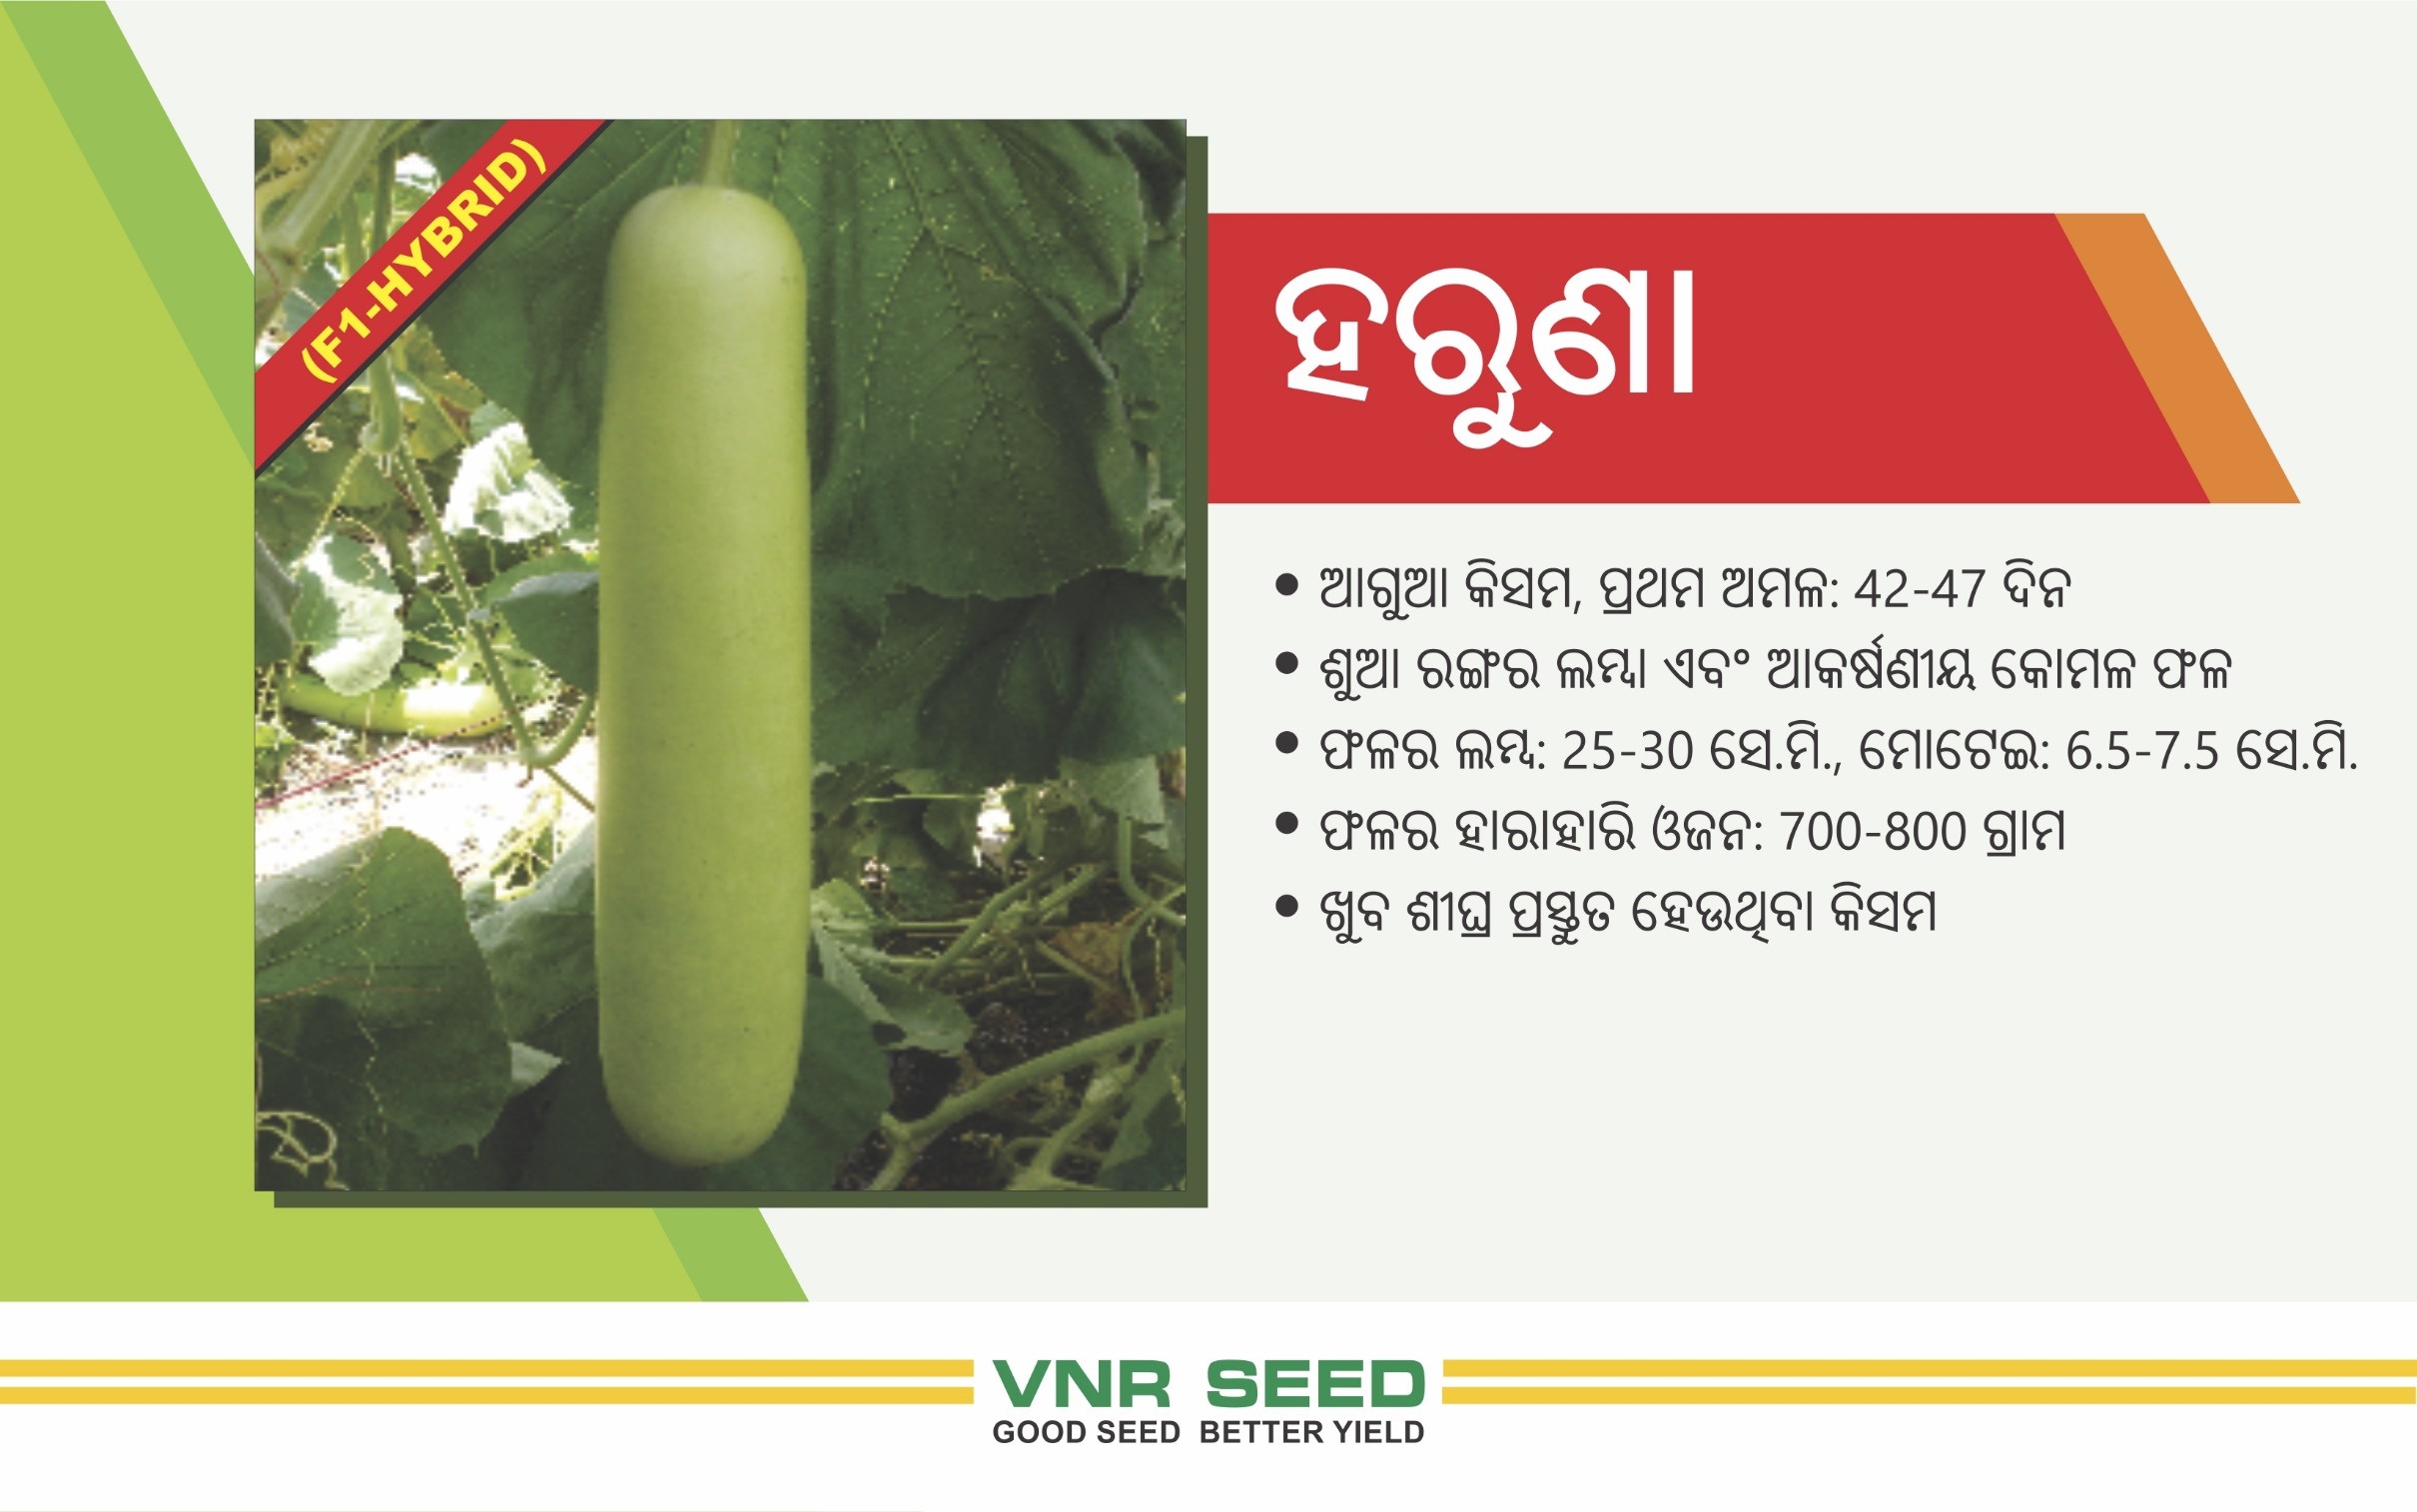 (F1-HYBRID))
ହରୁଣା
• ଆଗୁଆ କିସମ, ପ୍ରଥମ ଅମଳ: 42-47 ଦିନ
• ଶୁଆ ରଙ୍ଗର ଲମ୍ବା ଏବଂ ଆକର୍ଷଣୀୟ କୋମଳ ଫଳ
• ଫଳର ଲମ୍ବ: 25-30 ସେ.ମି., ମୋଟେଇ: 6.5-7.5 ସେ.ମି.
• ଫଳର ହାରାହାରି ଓଜନ: 700-800 ଗ୍ରାମ
• ଖୁବ ଶୀଘ୍ର ପ୍ରସ୍ତୁତ ହେଉଥିବା କିସମ
VNR SEED
GOOD SEED BETTER YIELD